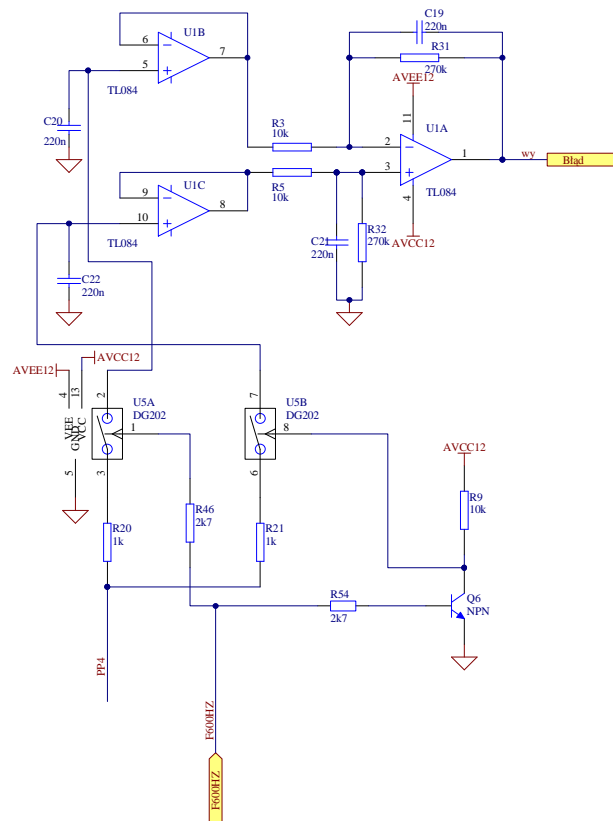 C19
220n
U1B
6
7
5
R31
270k
AVEE12
TL084
C20
220n
R3
10k
11
U1A
2
3
1
wy
Błąd
4
TL084
AVCC12
9
U1C
8
10
R5
10k
TL084
C21
220n
R32
270k
C22
220n
AVEE12
AVCC12
4
13
VEE
GND
VCC
5
2
U5A
DG202
1
3
7
U5B
DG202
8
6
AVCC12
R9
10k
R46
2k7
R20
1k
R21
1k
R54
2k7
Q6
NPN
PP4
F600HZ
F600HZ